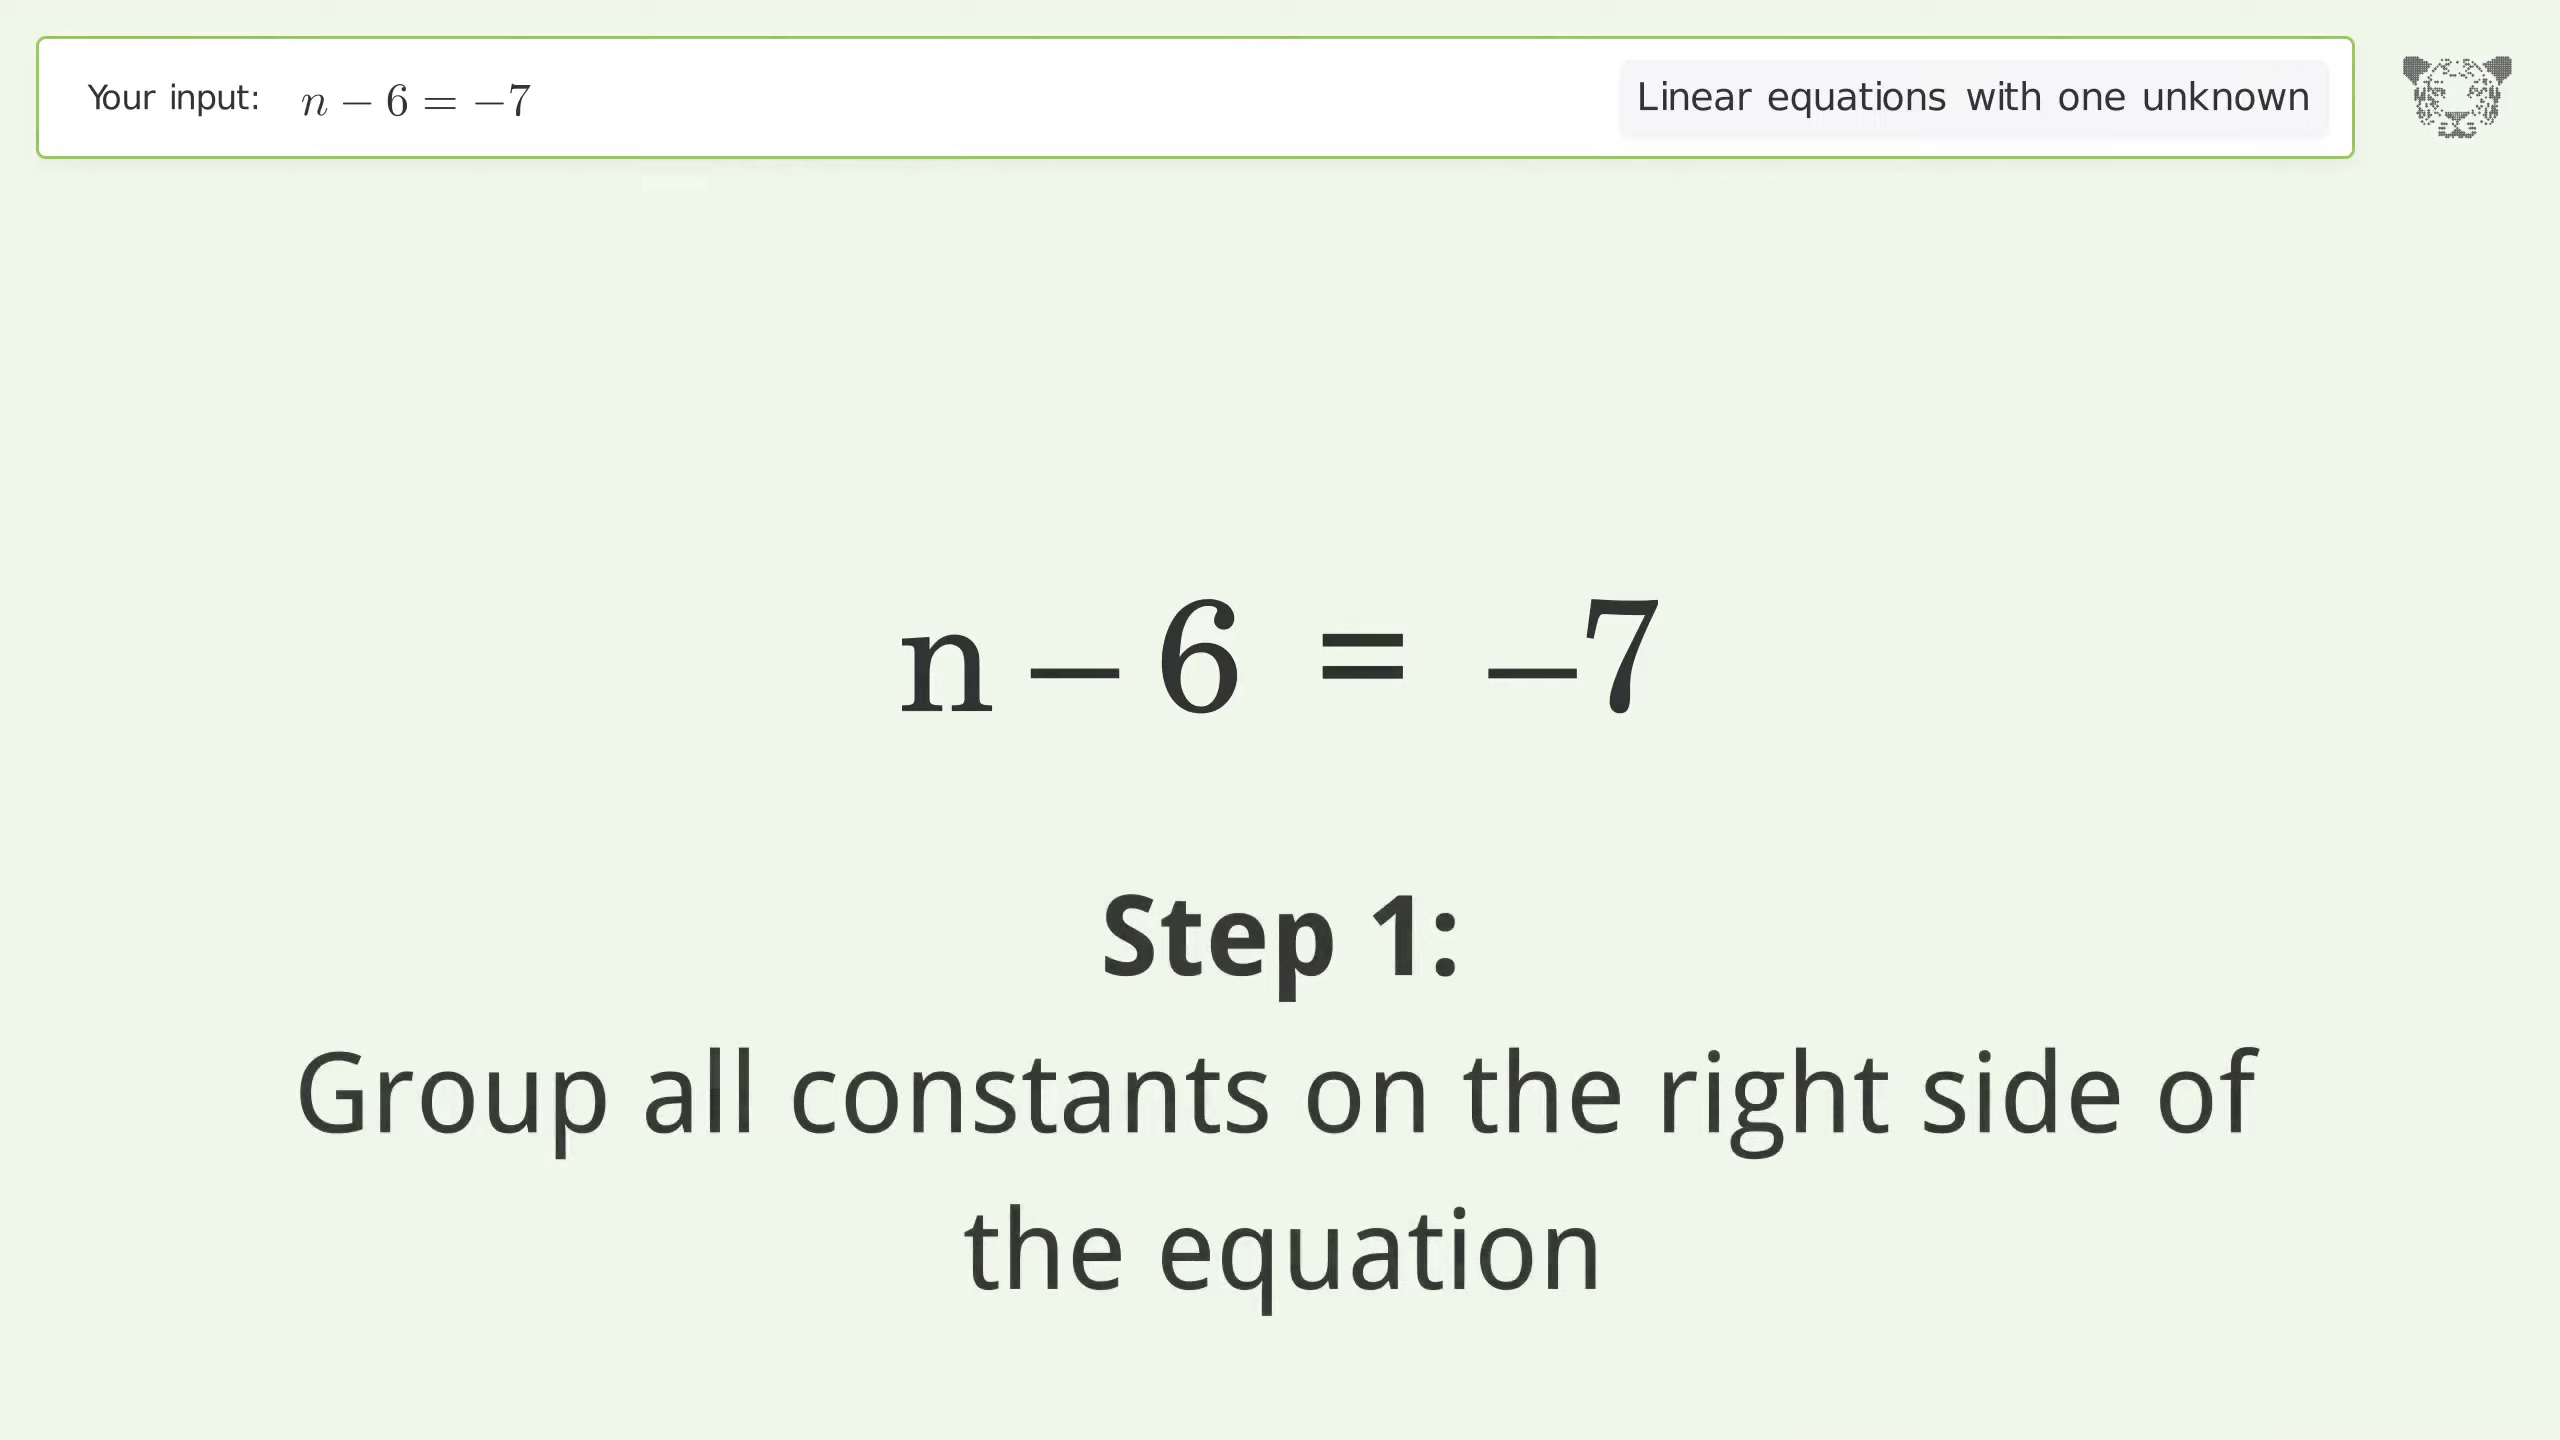 Your input: n − 6 = −7
Linear equations with one unknown
n − 6 = −7
Step 1:
Group all constants on the right side of
the equation